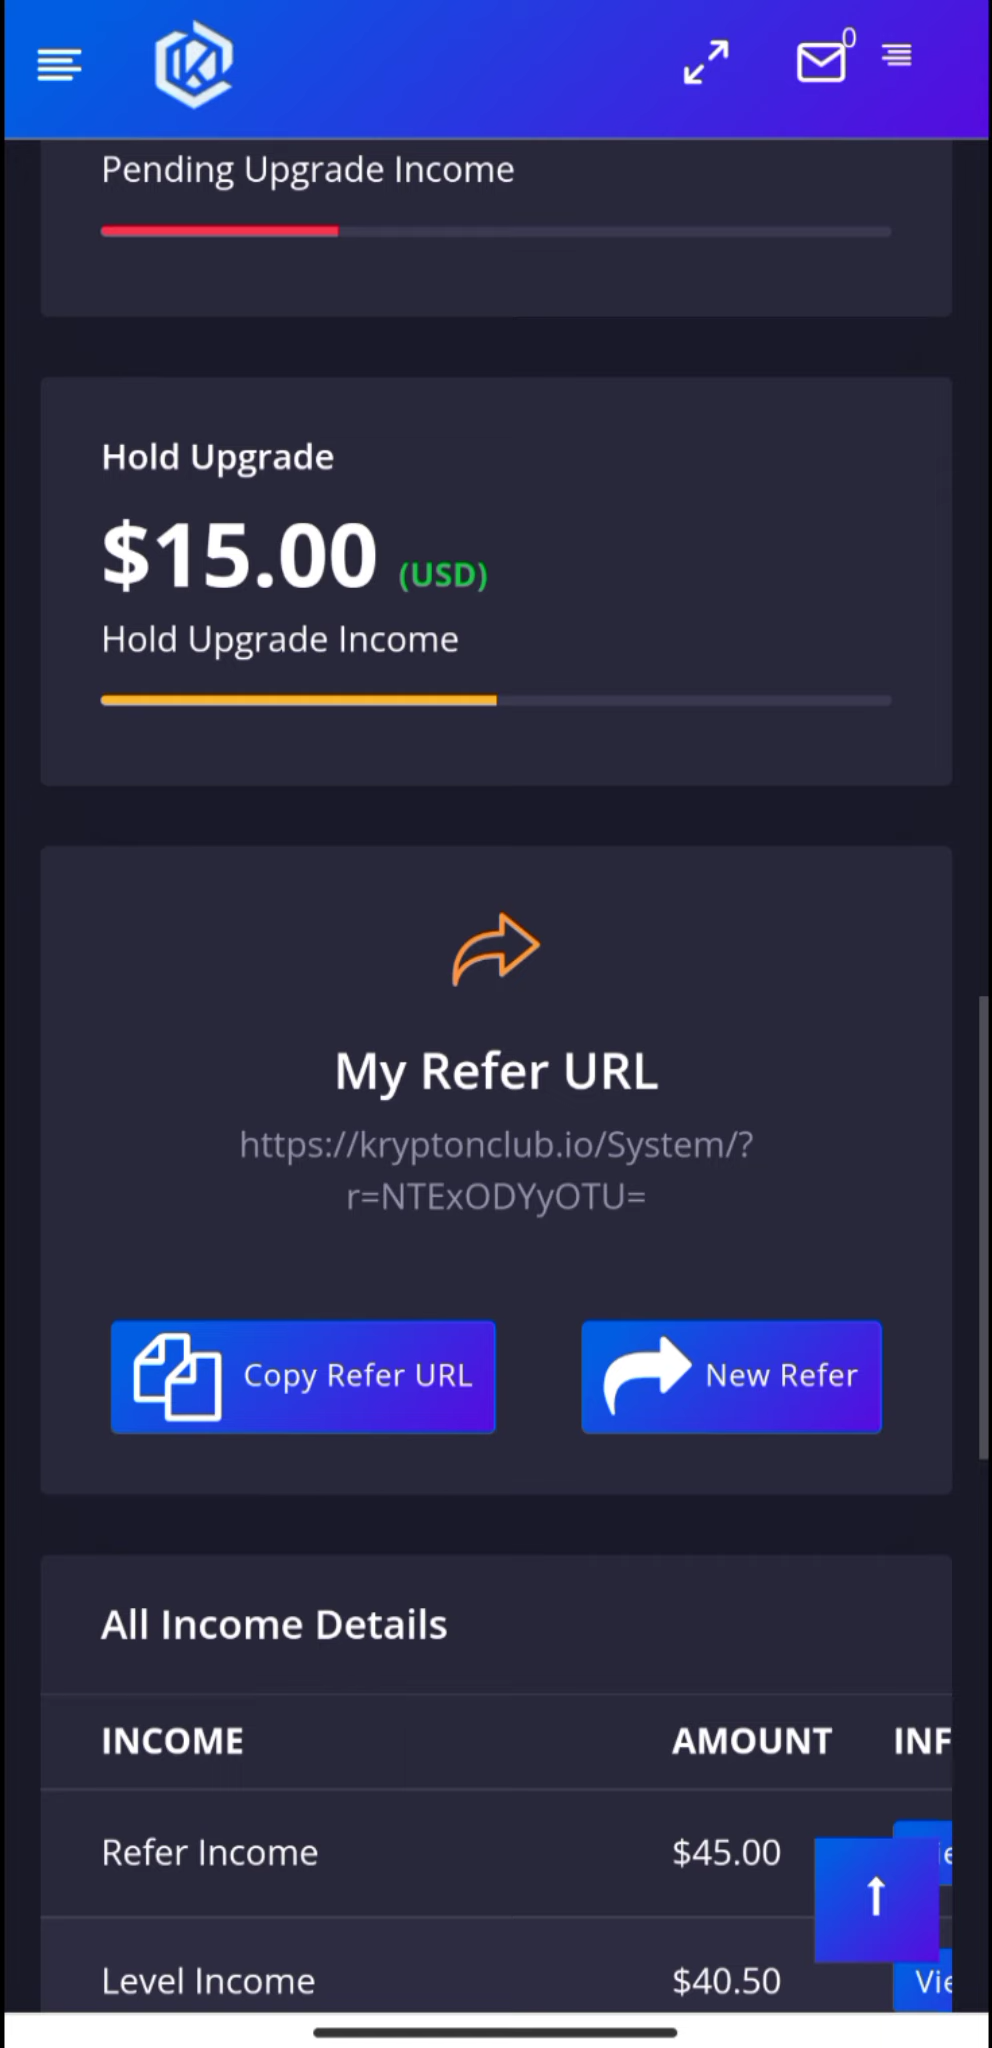 0
Pending Upgrade Income
Hold Upgrade
$15.00 (USD)
Hold Upgrade Income
My Refer URL
https://kryptonclub.io/System/?
r=NTExODYyOTU=
Copy Refer URL
New Refer
All Income Details
INCOME AMOUNT INF
Refer Income $45.00
Level Income $40.50 Vie